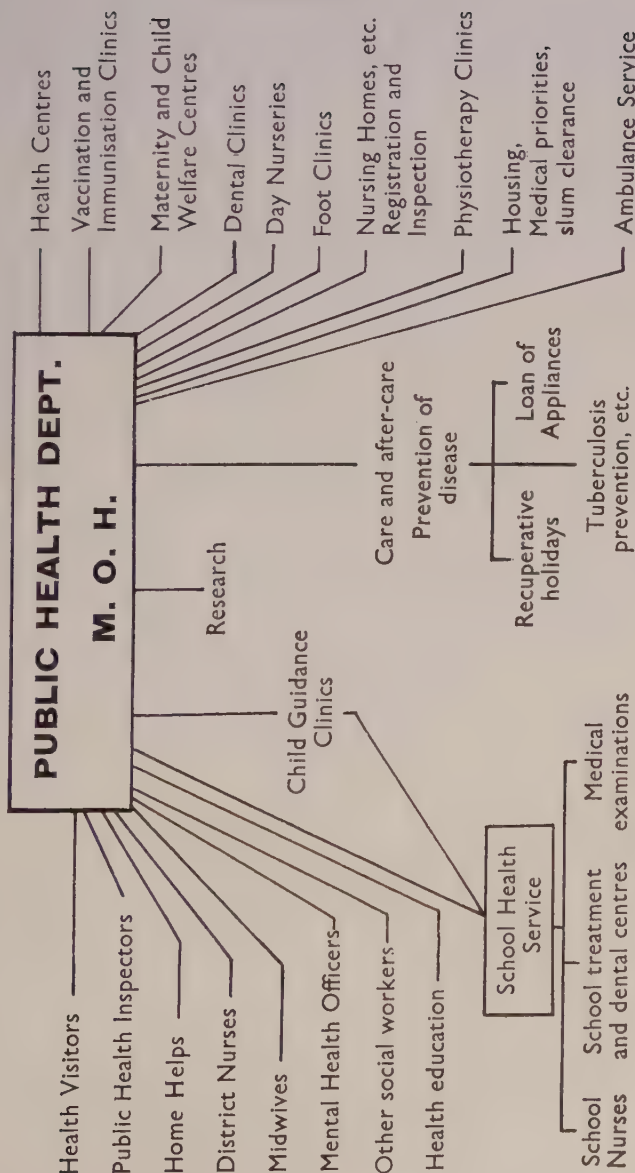 PUBLIC HEALTH DEPT.
M. O. H.
Health Visitors
Public Health Inspectors
Home Helps
District Nurses
Midwives
Mental Health Officers
Other social workers
Health education
Child Guidance
Clinics
Research
School Health
Service
School
Nurses
School treatment
and dental centres
Medical
examinations
Care and after-care
Prevention of
disease
Recuperative
holidays
Loan of
Appliances
Tuberculosis
prevention, etc.
Health Centres
Vaccination and
Immunisation Clinics
Maternity and Child
Welfare Centres
Dental Clinics
Day Nurseries
Foot Clinics
Nursing Homes, etc.
Registration and
Inspection
Physiotherapy Clinics
Housing,
Medical priorities,
slum clearance
Ambulance Service